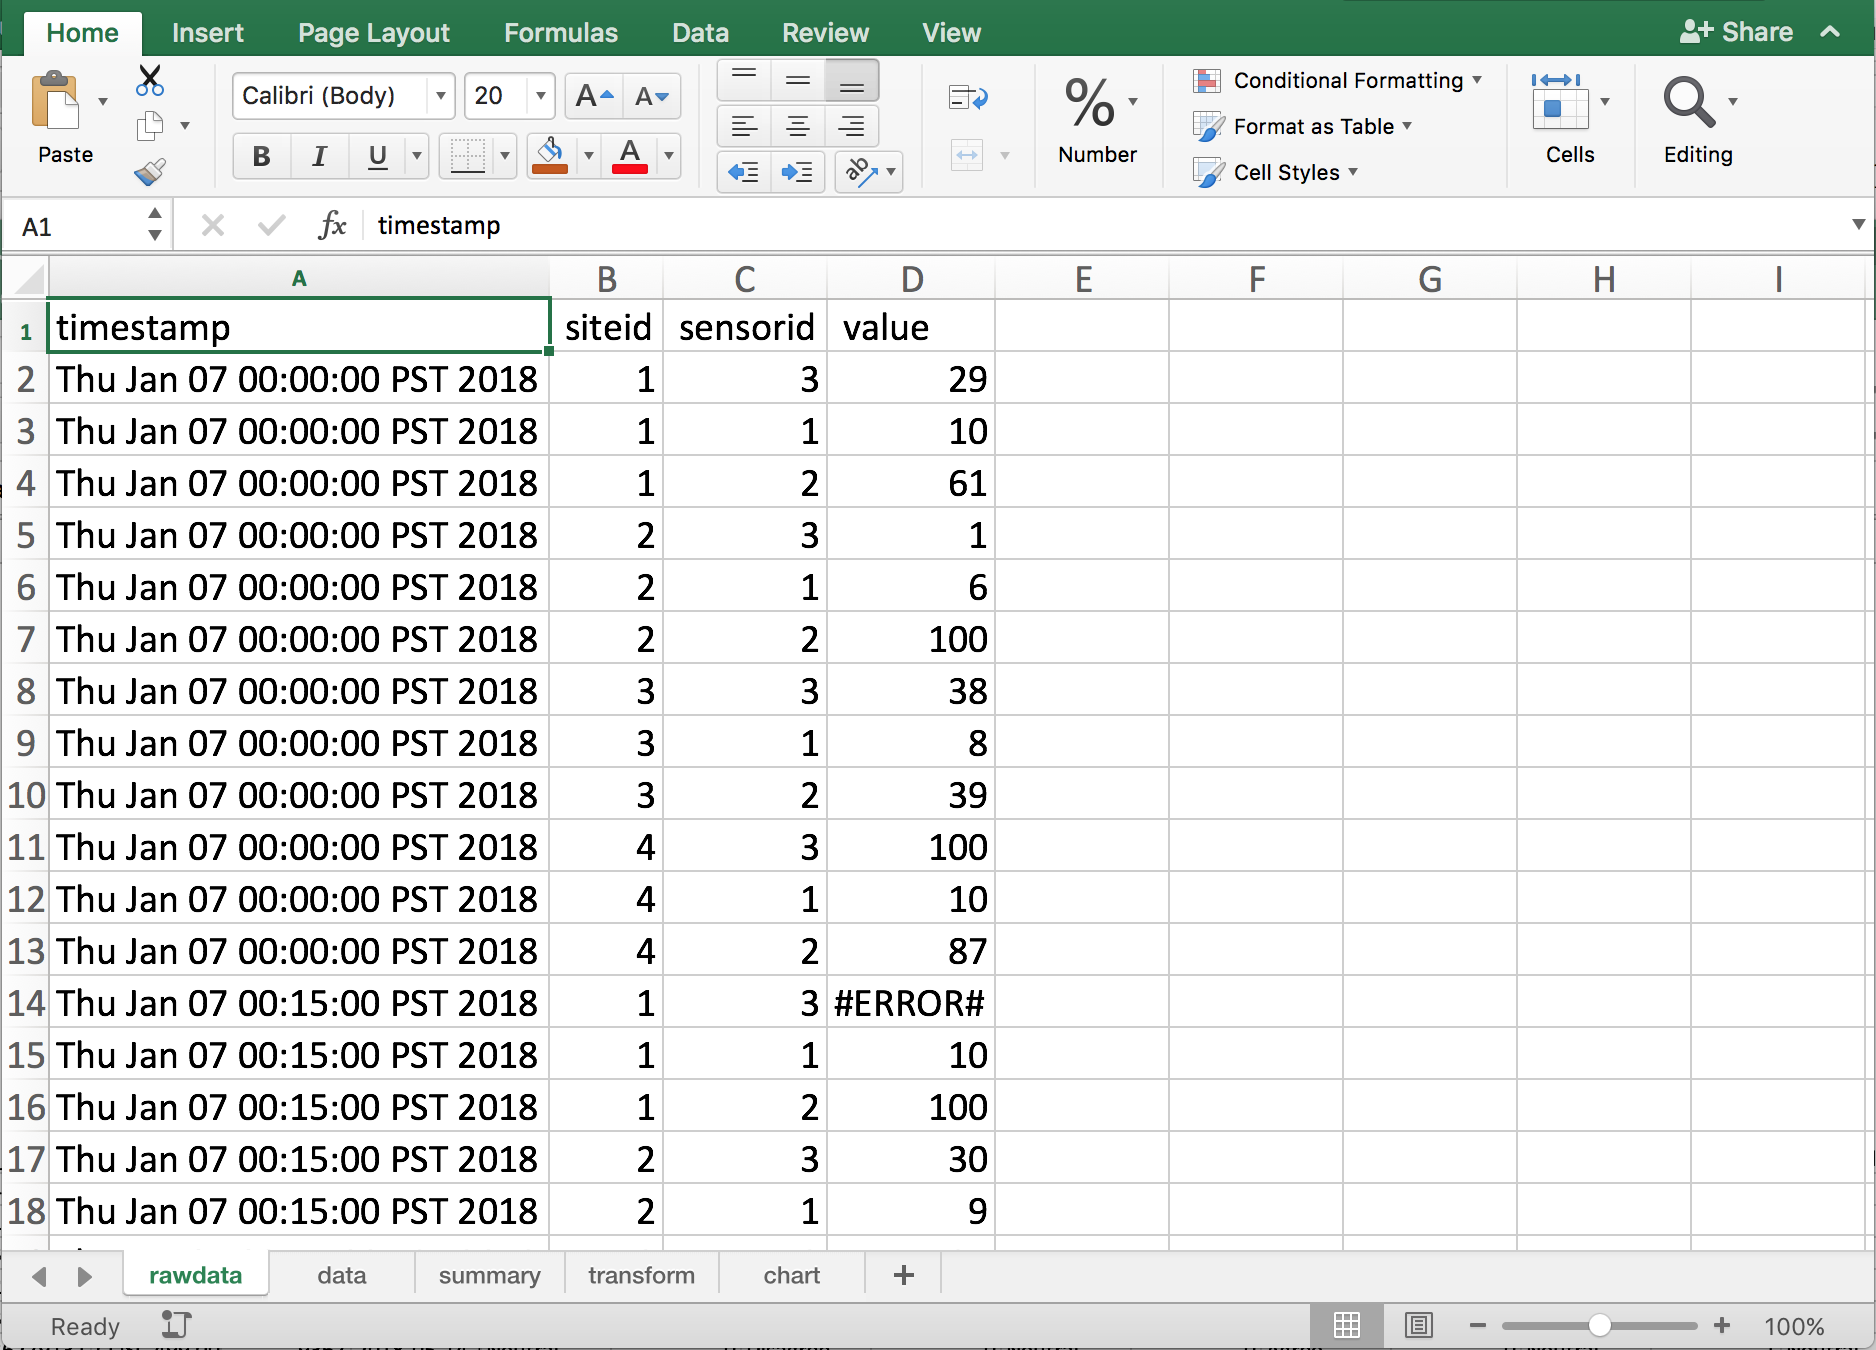 Home Insert Page Layout Formulas Data Review View Share
Calibri (Body) 20 A A
Conditional Formatting
%
Format as Table
B I U A ab
Paste Number Cells Editing
Cell Styles
A1 fx timestamp
A B C D E F G H I
1 timestamp siteid sensorid value
2 Thu Jan 07 00:00:00 PST 2018 1 3 29
3 Thu Jan 07 00:00:00 PST 2018 1 1 10
4 Thu Jan 07 00:00:00 PST 2018 1 2 61
5 Thu Jan 07 00:00:00 PST 2018 2 3 1
6 Thu Jan 07 00:00:00 PST 2018 2 1 6
7 Thu Jan 07 00:00:00 PST 2018 2 2 100
8 Thu Jan 07 00:00:00 PST 2018 3 3 38
9 Thu Jan 07 00:00:00 PST 2018 3 1 8
10 Thu Jan 07 00:00:00 PST 2018 3 2 39
11 Thu Jan 07 00:00:00 PST 2018 4 3 100
12 Thu Jan 07 00:00:00 PST 2018 4 1 10
13 Thu Jan 07 00:00:00 PST 2018 4 2 87
14 Thu Jan 07 00:15:00 PST 2018 1 3 #ERROR#
15 Thu Jan 07 00:15:00 PST 2018 1 1 10
16 Thu Jan 07 00:15:00 PST 2018 1 2 100
17 Thu Jan 07 00:15:00 PST 2018 2 3 30
18 Thu Jan 07 00:15:00 PST 2018 2 1 9
rawdata data summary transform chart +
Ready 100%